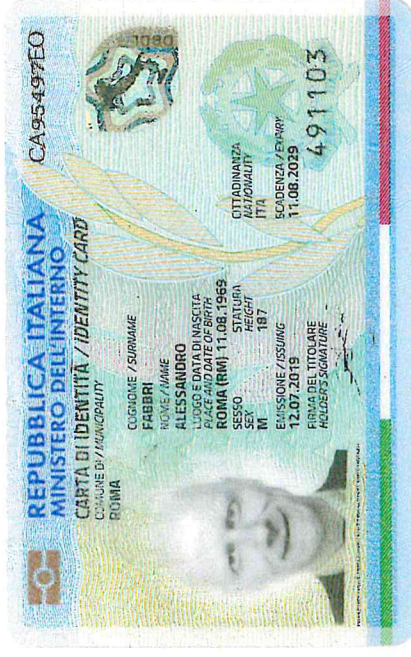 REPUBBLICA ITALIANA
MINISTERO DELL'INTERNO
CA95497EO
CARTA DI IDENTITÀ / IDENTITY CARD
COMUNE DI / MUNICIPALITY
ROMA
COGNOME / SURNAME
FABBRI
NOME / NAME
ALESSANDRO
LUOGO E DATA DI NASCITA
PLACE AND DATE OF BIRTH
ROMA (RM) 11.08.1969
SESSO
SEX
M
STATURA
HEIGHT
187
CITTADINANZA
NATIONALITY
ITA
EMISSIONE / ISSUING
12.07.2019
SCADENZA / EXPIRY
11.08.2029
FIRMA DEL TITOLARE
HOLDER'S SIGNATURE
491103